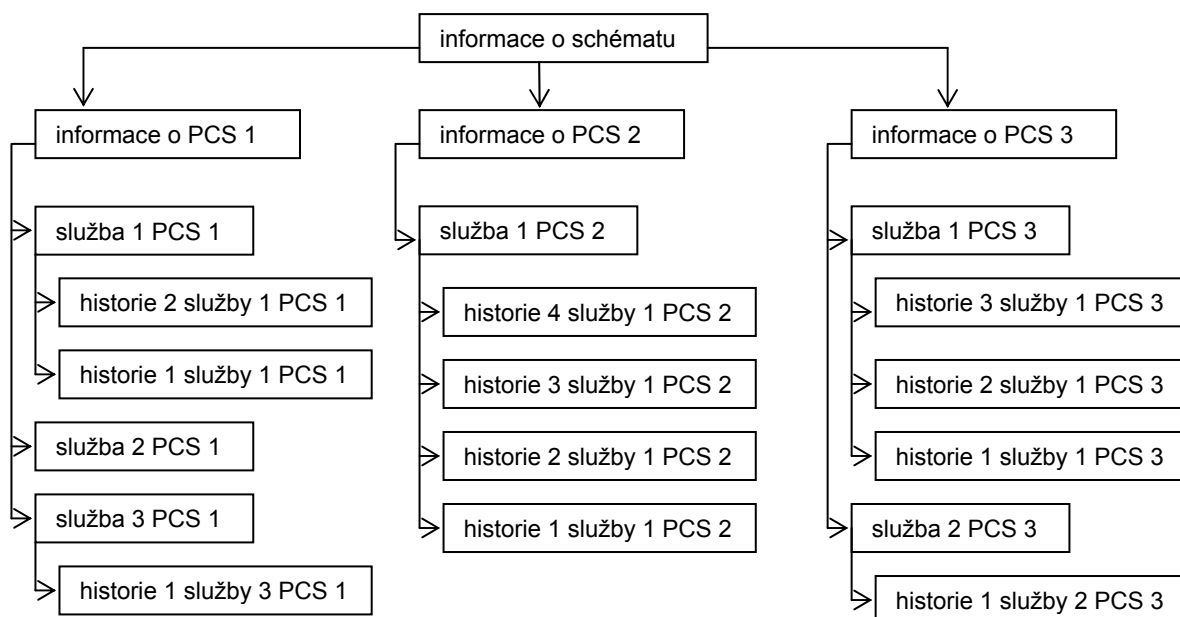 informace o schématu
informace o PCS 1
služba 1 PCS 1
historie 2 služby 1 PCS 1
historie 1 služby 1 PCS 1
služba 2 PCS 1
služba 3 PCS 1
historie 1 služby 3 PCS 1
informace o PCS 2
služba 1 PCS 2
historie 4 služby 1 PCS 2
historie 3 služby 1 PCS 2
historie 2 služby 1 PCS 2
historie 1 služby 1 PCS 2
informace o PCS 3
služba 1 PCS 3
historie 3 služby 1 PCS 3
historie 2 služby 1 PCS 3
historie 1 služby 1 PCS 3
služba 2 PCS 3
historie 1 služby 2 PCS 3